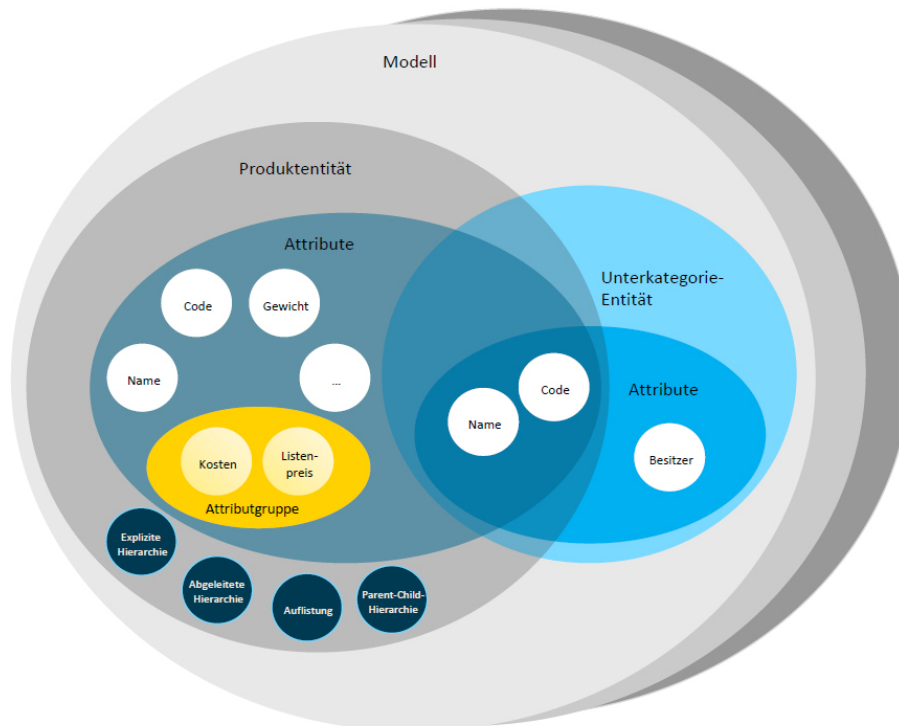 Modell
Produktentität
Attribute
Code
Gewicht
Name
...
Kosten
Listen-
preis
Attributgruppe
Explizite
Hierarchie
Abgeleitete
Hierarchie
Auflistung
Parent-Child-
Hierarchie
Unterkategorie-
Entität
Attribute
Code
Name
Besitzer